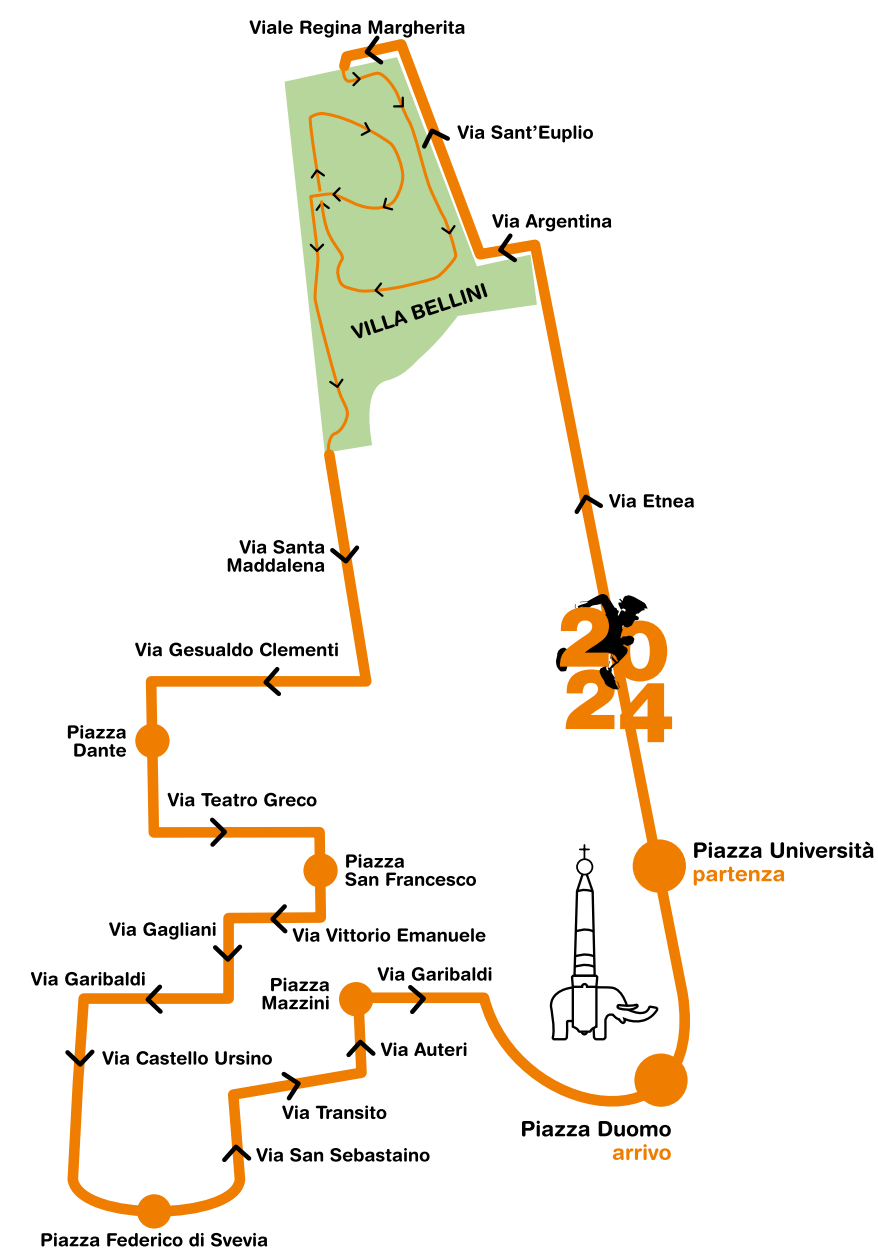 Viale Regina Margherita
Via Sant'Euplio
Via Argentina
VILLA BELLINI
Via Etnea
Via Santa
Maddalena
20
24
Via Gesualdo Clementi
Piazza
Dante
Via Teatro Greco
Piazza Università
partenza
Piazza
San Francesco
Via Gagliani
Via Vittorio Emanuele
Via Garibaldi
Piazza
Mazzini
Via Garibaldi
Via Auteri
Via Castello Ursino
Via Transito
Piazza Duomo
arrivo
Via San Sebastaino
Piazza Federico di Svevia